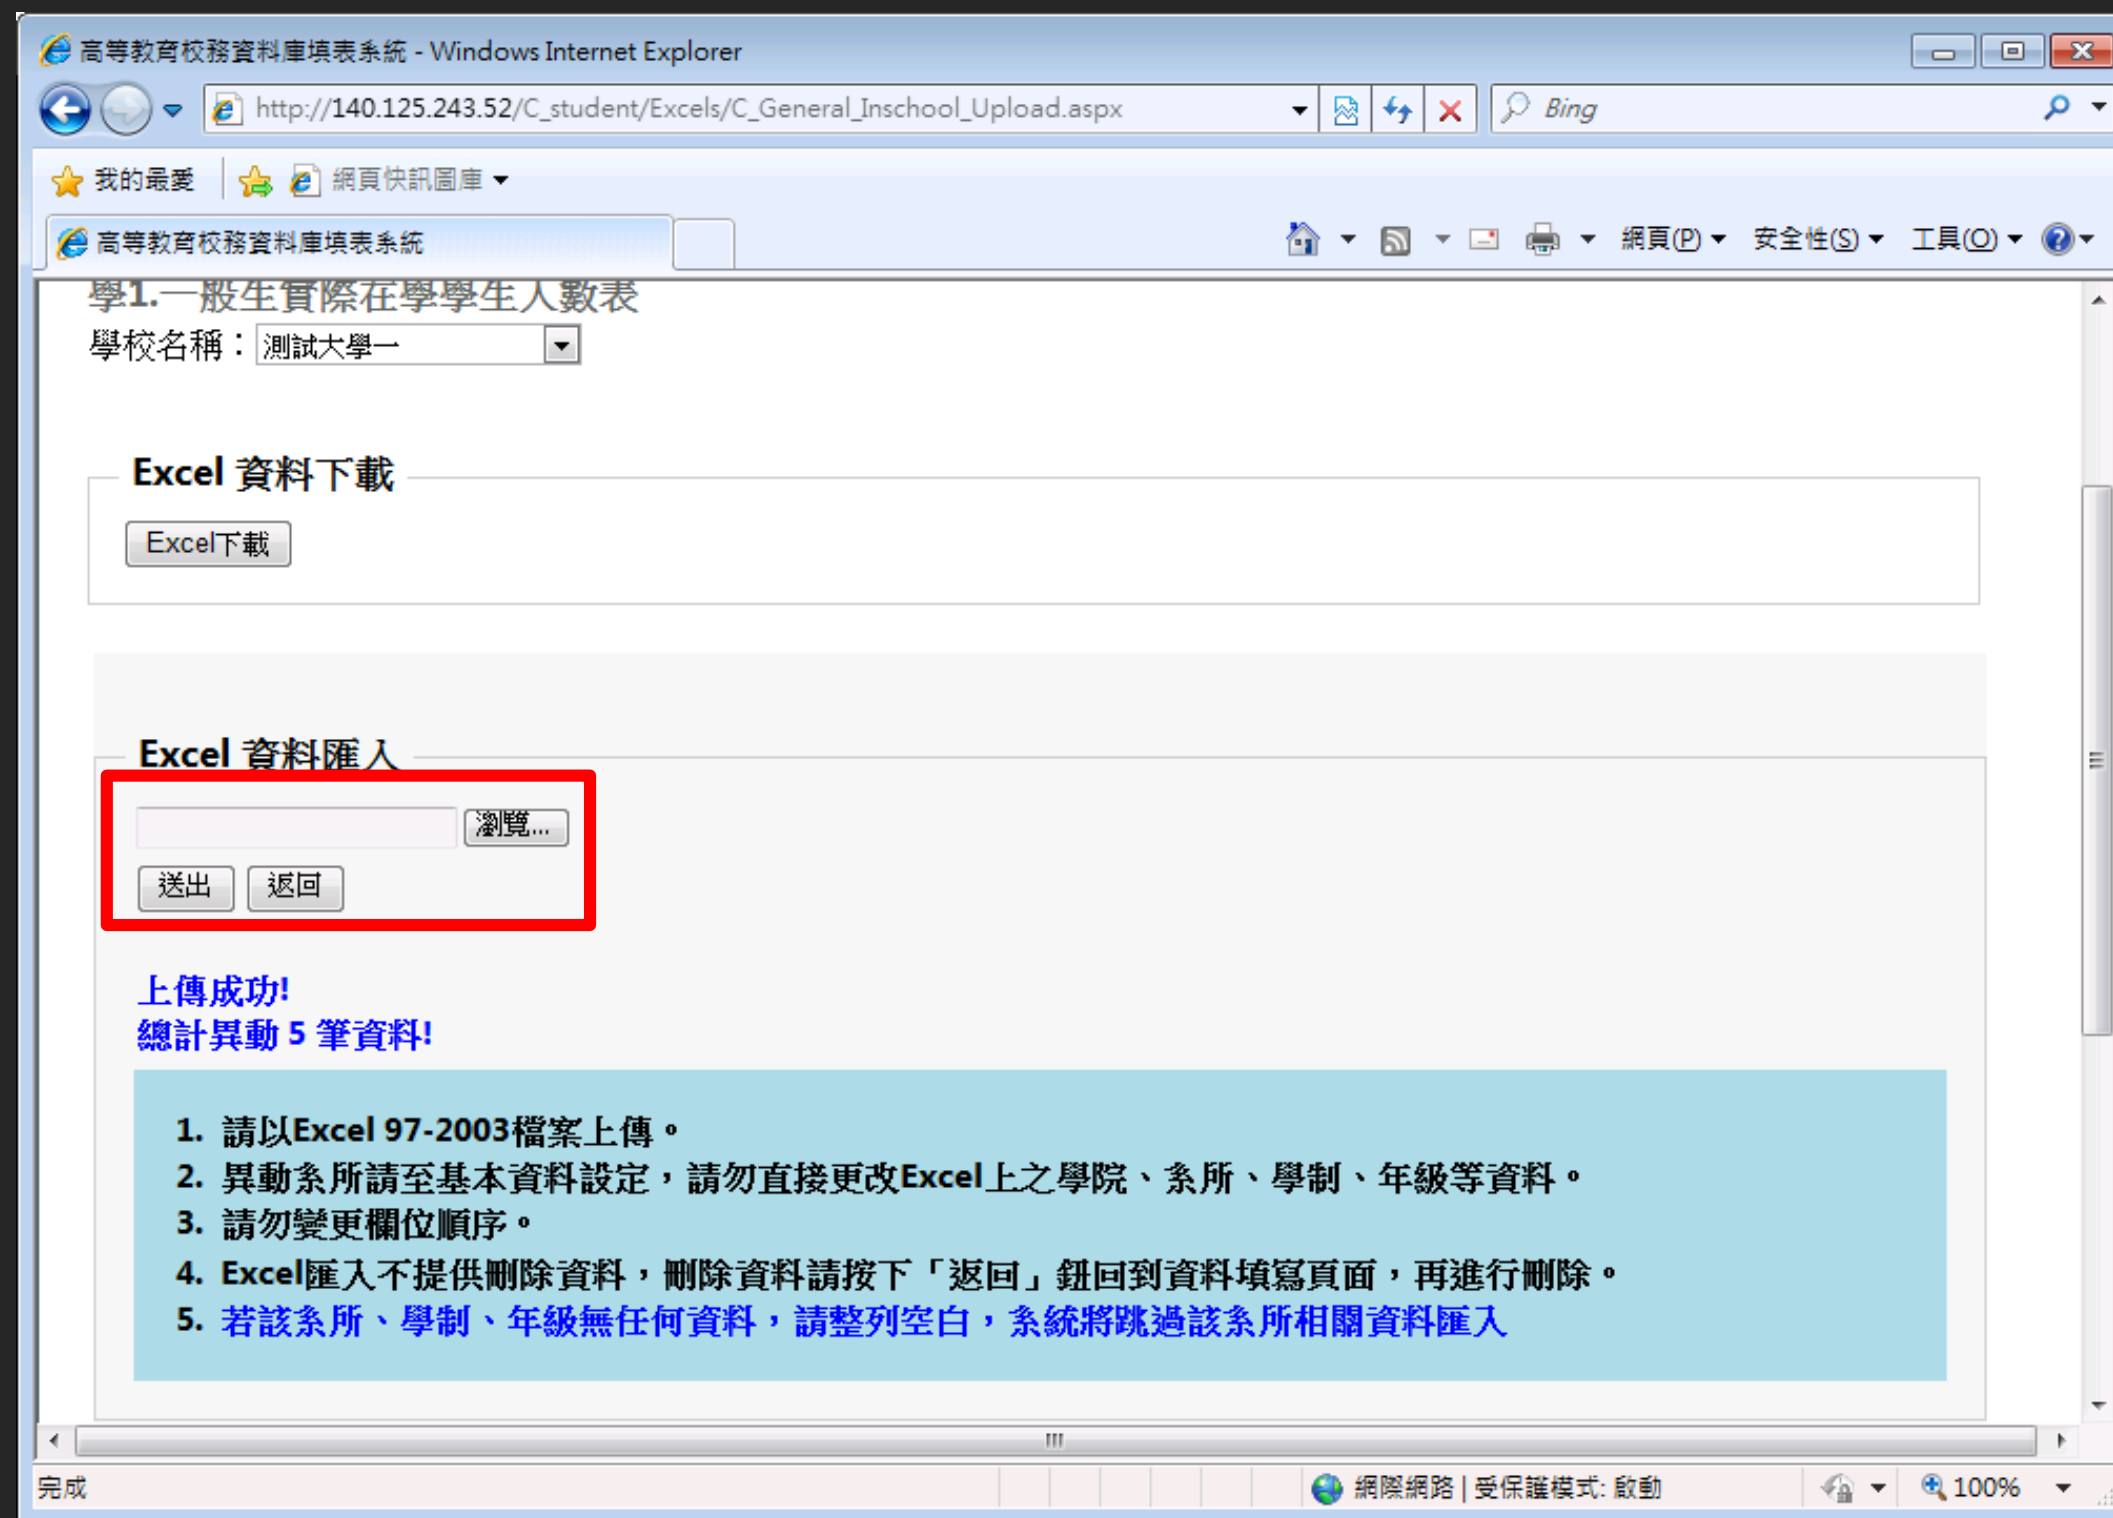 高等教育校務資料庫填表系統 - Windows Internet Explorer
http://140.125.243.52/C_student/Excels/C_General_Inschool_Upload.aspx
Bing
我的最愛
網頁快訊圖庫
高等教育校務資料庫填表系統
網頁(P)
安全性(S)
工具(O)
學1.一般生實際在學學生人數表
學校名稱：測試大學一
Excel 資料下載
Excel下載
Excel 資料匯入
瀏覽...
送出 返回
上傳成功!
總計異動 5 筆資料!
1. 請以Excel 97-2003檔案上傳。
2. 異動系所請至基本資料設定，請勿直接更改Excel上之學院、系所、學制、年級等資料。
3. 請勿變更欄位順序。
4. Excel匯入不提供刪除資料，刪除資料請按下「返回」鈕回到資料填寫頁面，再進行刪除。
5. 若該系所、學制、年級無任何資料，請整列空白，系統將跳過該系所相關資料匯入
完成
網際網路 | 受保護模式: 啟動
100%